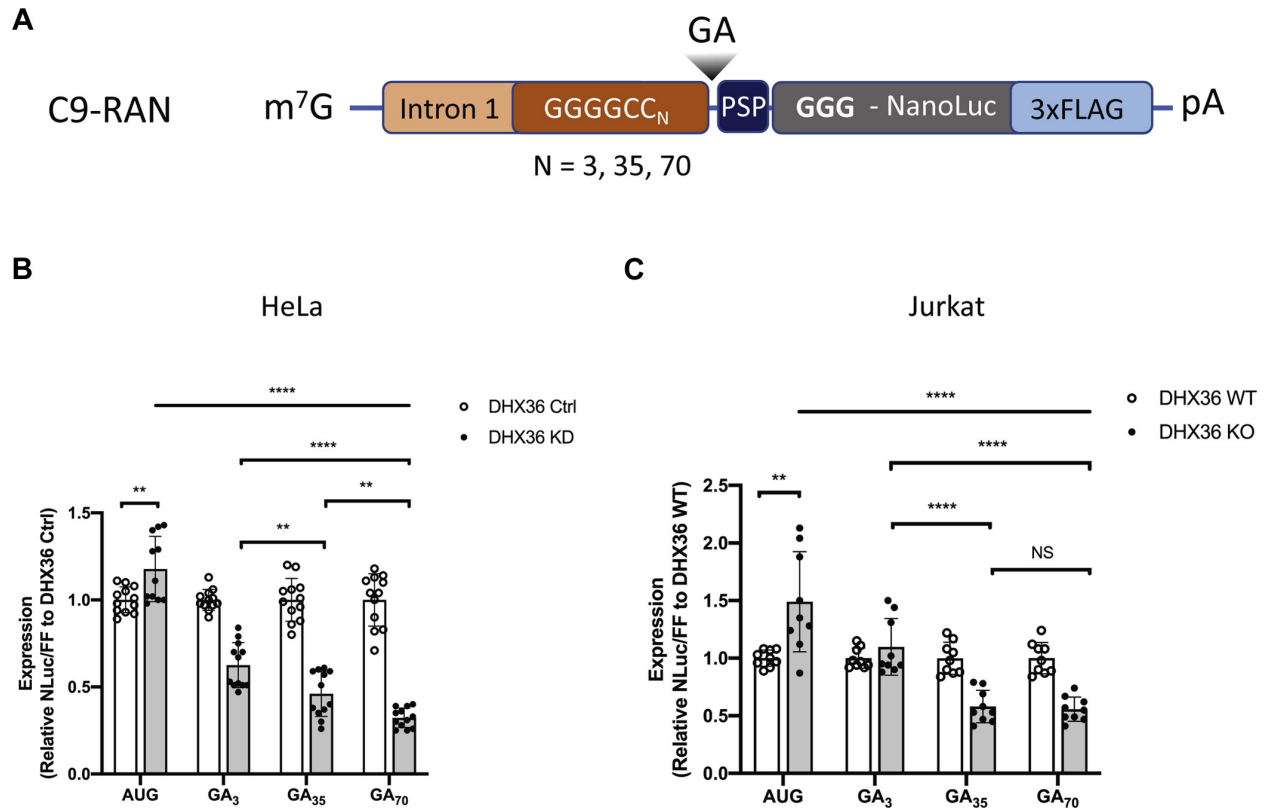 A
GA
C9-RAN
m⁷G
Intron 1
GGGGCC_N
PSP
GGG - NanoLuc
3xFLAG
pA
N = 3, 35, 70
B
HeLa
****
DHX36 Ctrl
DHX36 KD
****
**
**
**
Expression
(Relative NLuc/FF to DHX36 Ctrl)
1.5
1.0
0.5
0.0
AUG
GA₃
GA₃₅
GA₇₀
C
Jurkat
****
DHX36 WT
DHX36 KO
****
**
****
NS
Expression
(Relative NLuc/FF to DHX36 WT)
2.5
2.0
1.5
1.0
0.5
0.0
AUG
GA₃
GA₃₅
GA₇₀